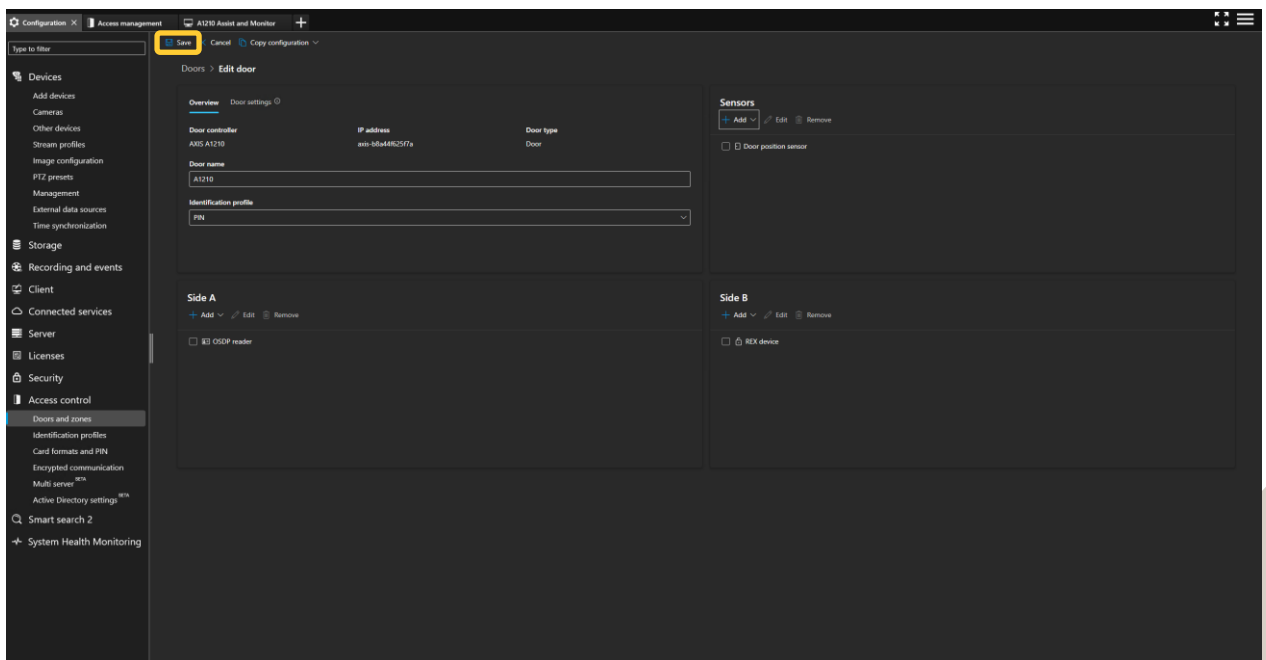 Configuration Access management A1210 Assist and Monitor
Type to filter
Save Cancel Copy configuration
Doors > Edit door
Devices
Add devices
Cameras
Other devices
Stream profiles
Image configuration
PTZ presets
Management
External data sources
Time synchronization
Storage
Recording and events
Client
Connected services
Server
Licenses
Security
Access control
Doors and zones
Identification profiles
Card formats and PIN
Encrypted communication
Multi server BETA
Active Directory settings BETA
Smart search 2
System Health Monitoring
Overview Door settings
Door controller IP address Door type
AXIS A1210 axis-b8a44f625f7a Door
Door name
A1210
Identification profile
PIN
Sensors
Add Edit Remove
Door position sensor
Side A
Add Edit Remove
OSDP reader
Side B
Add Edit Remove
REX device